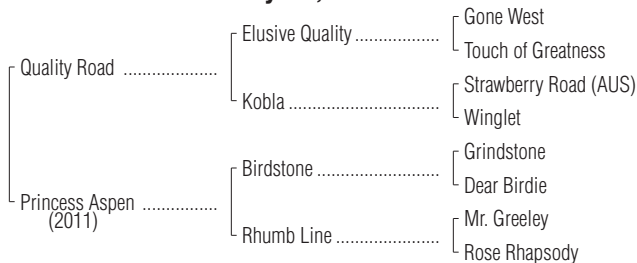 Gone West
Elusive Quality ....................
Touch of Greatness
Quality Road .....................
Strawberry Road (AUS)
Kobla ...................................
Winglet
Grindstone
Birdstone ............................
Dear Birdie
Princess Aspen .................
(2011)
Mr. Greeley
Rhumb Line ........................
Rose Rhapsody